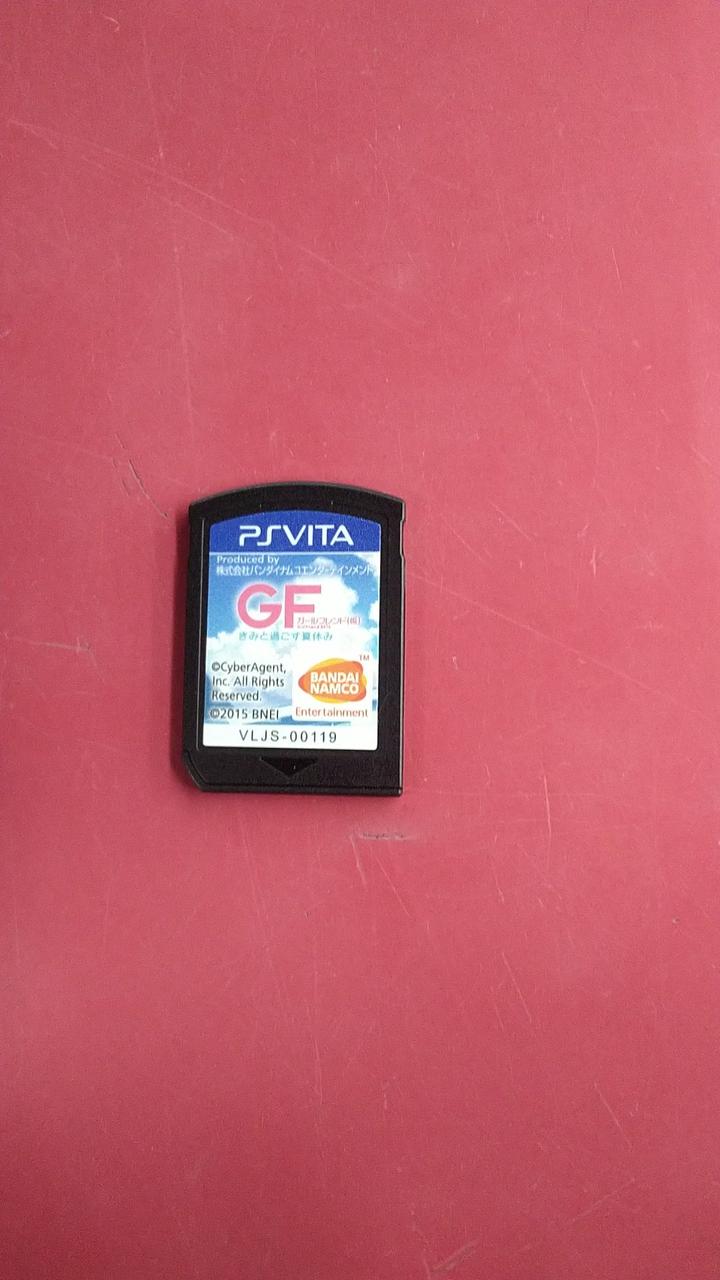 PSVITA
Produced by
株式会社バンダイナムコエンターテインメント
GF
ガールフレンド(仮)
きみと過ごす夏休み
©CyberAgent,
Inc. All Rights
Reserved.
©2015 BNEI
TM
BANDAI
NAMCO
Entertainment
VLJS-00119